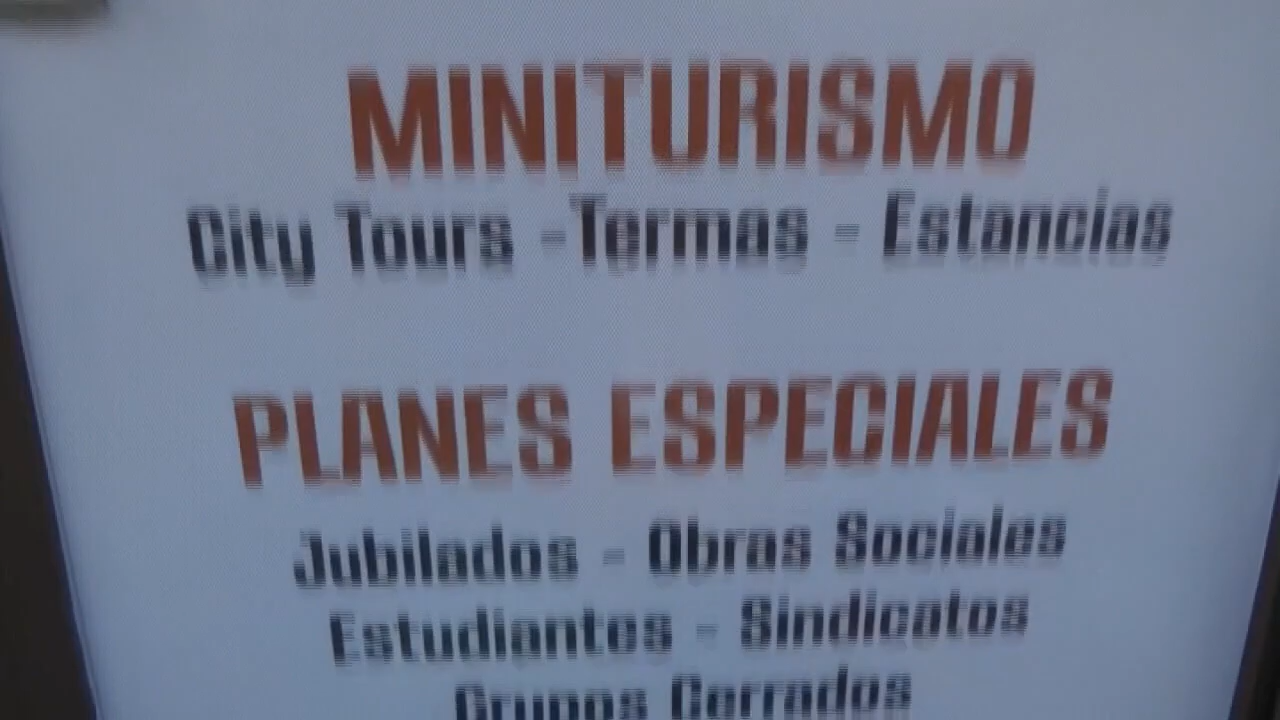 MINITURISMO
City Tours - Termas - Estancias
PLANES ESPECIALES
Jubilados - Obras Sociales
Estudiantes - Sindicatos
Grupos Cerrados